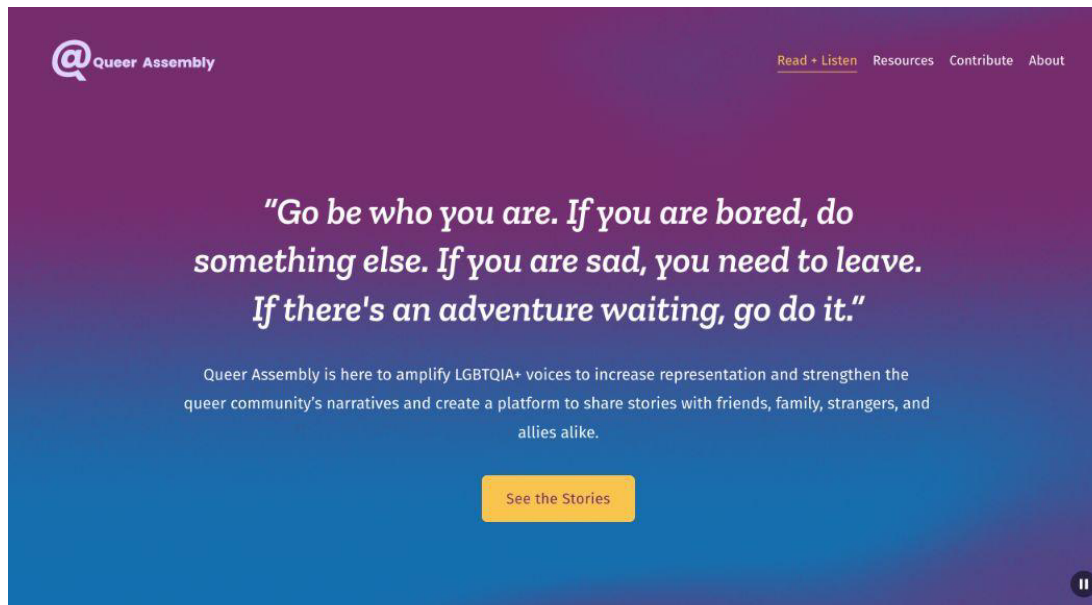 @Queer Assembly
Read + Listen Resources Contribute About
“Go be who you are. If you are bored, do
something else. If you are sad, you need to leave.
If there's an adventure waiting, go do it.”
Queer Assembly is here to amplify LGBTQIA+ voices to increase representation and strengthen the
queer community’s narratives and create a platform to share stories with friends, family, strangers, and
allies alike.
See the Stories